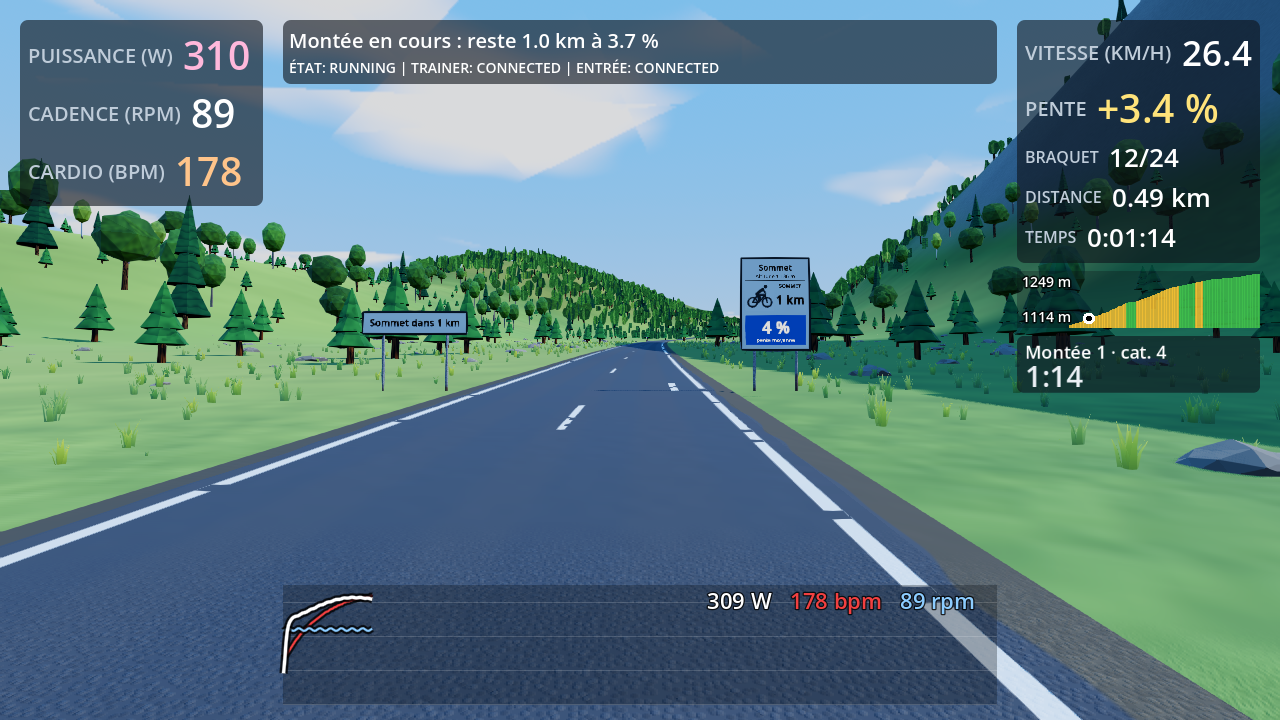 PUISSANCE (W) 310
CADENCE (RPM) 89
CARDIO (BPM) 178
Montée en cours : reste 1.0 km à 3.7 %
ÉTAT: RUNNING | TRAINER: CONNECTED | ENTRÉE: CONNECTED
VITESSE (KM/H) 26.4
PENTE +3.4 %
BRAQUET 12/24
DISTANCE 0.49 km
TEMPS 0:01:14
1249 m
1114 m
Montée 1 · cat. 4
1:14
Sommet dans 1 km
Sommet
SOMMET
1 km
4 %
pente moyenne
309 W 178 bpm 89 rpm